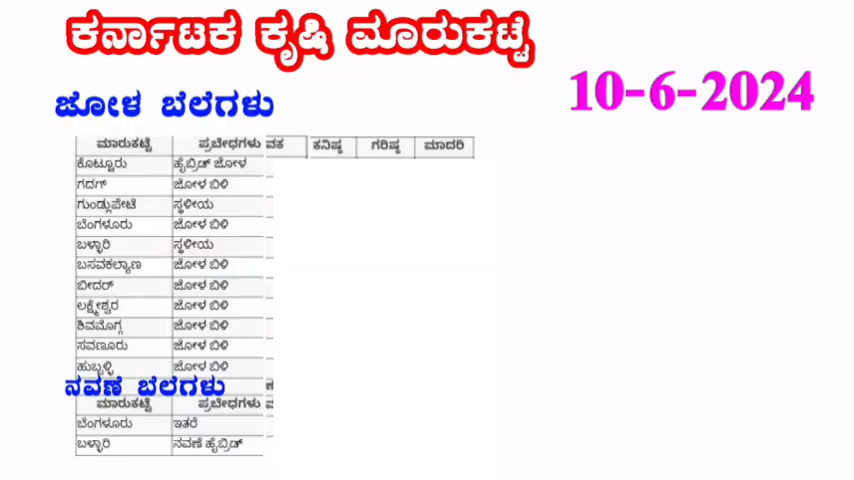 ಕರ್ನಾಟಕ ಕೃಷಿ ಮಾರುಕಟ್ಟೆ
10-6-2024
ಜೋಳ ಬೆಲೆಗಳು
ಮಾರುಕಟ್ಟೆ ಪ್ರಬೇಧಗಳು ವಕ ಕನಿಷ್ಠ ಗರಿಷ್ಠ ಮಾದರಿ
ಕೊಟ್ಟೂರು ಹೈಬ್ರಿಡ್ ಜೋಳ
ಗದಗ್ ಜೋಳ ಬಿಳಿ
ಗುಂಡ್ಲುಪೇಟೆ ಸ್ಥಳೀಯ
ಬೆಂಗಳೂರು ಜೋಳ ಬಿಳಿ
ಬಳ್ಳಾರಿ ಸ್ಥಳೀಯ
ಬಸವಕಲ್ಯಾಣ ಜೋಳ ಬಿಳಿ
ಬೀದರ್ ಜೋಳ ಬಿಳಿ
ಲಕ್ಷ್ಮೇಶ್ವರ ಜೋಳ ಬಿಳಿ
ಶಿವಮೊಗ್ಗ ಜೋಳ ಬಿಳಿ
ಸವಣೂರು ಜೋಳ ಬಿಳಿ
ಹುಬ್ಬಳ್ಳಿ ಜೋಳ ಬಿಳಿ
ನವಣೆ ಬೆಲೆಗಳು
ಮಾರುಕಟ್ಟೆ ಪ್ರಬೇಧಗಳು
ಬೆಂಗಳೂರು ಇತರೆ
ಬಳ್ಳಾರಿ ನವಣೆ ಹೈಬ್ರಿಡ್